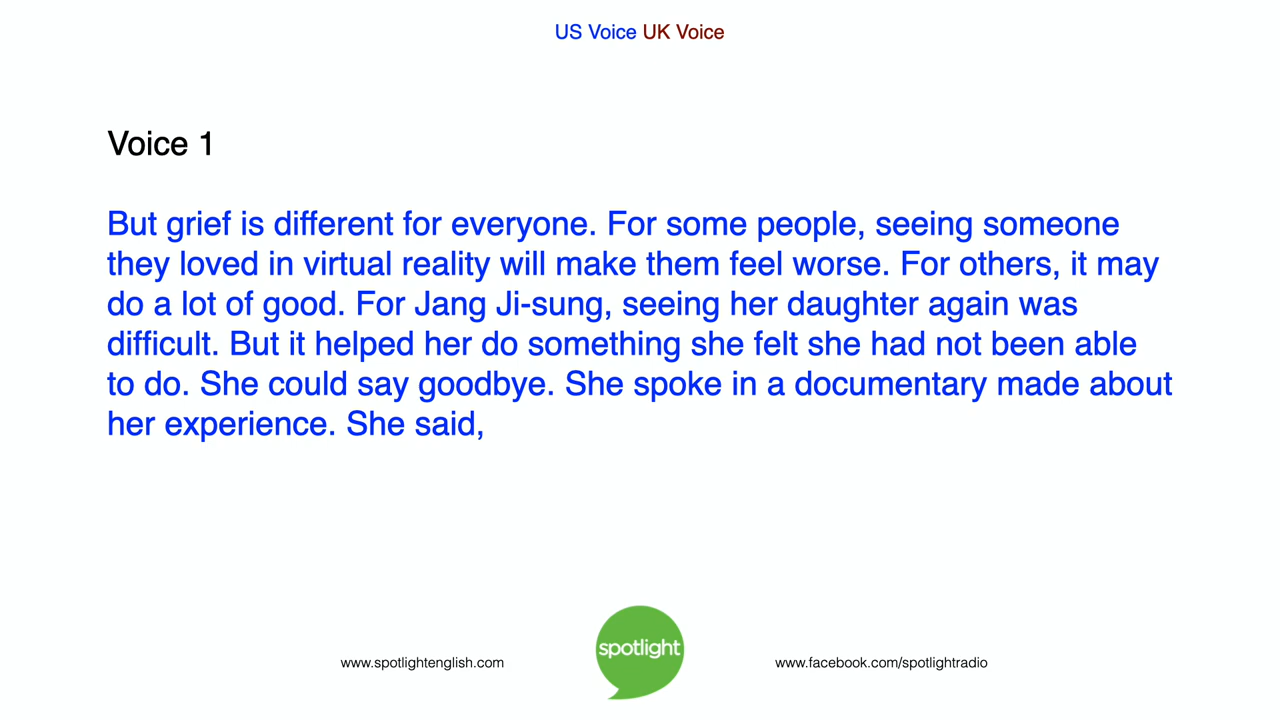 US Voice UK Voice
Voice 1
But grief is different for everyone. For some people, seeing someone
they loved in virtual reality will make them feel worse. For others, it may
do a lot of good. For Jang Ji-sung, seeing her daughter again was
difficult. But it helped her do something she felt she had not been able
to do. She could say goodbye. She spoke in a documentary made about
her experience. She said,
spotlight
www.spotlightenglish.com
www.facebook.com/spotlightradio